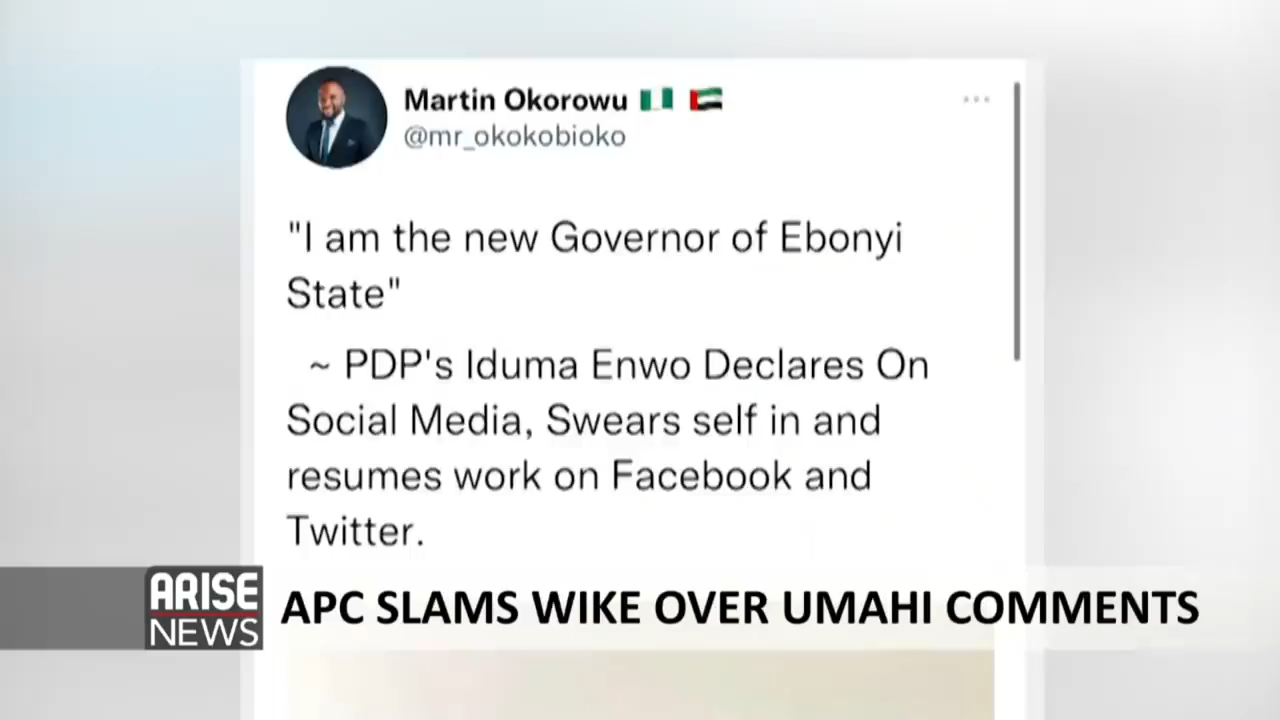 Martin Okorowu
@mr_okokobioko
"I am the new Governor of Ebonyi
State"
~ PDP's Iduma Enwo Declares On
Social Media, Swears self in and
resumes work on Facebook and
Twitter.
ARISE
NEWS
APC SLAMS WIKE OVER UMAHI COMMENTS